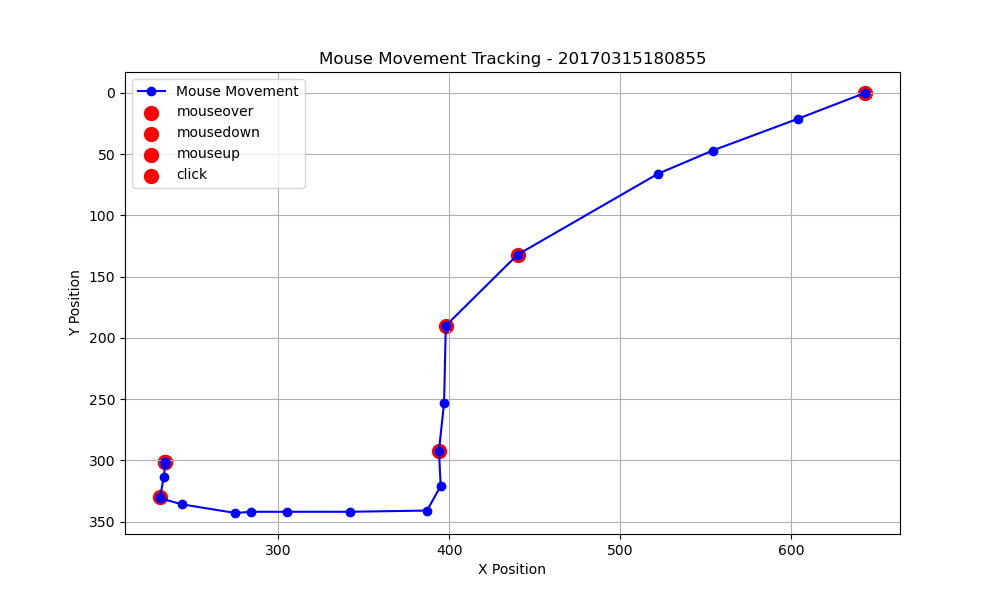 Mouse Movement Tracking - 20170315180855
Mouse Movement
mouseover
mousedown
mouseup
click
0
50
100
150
200
250
300
350
Y Position
300 400 500 600
X Position